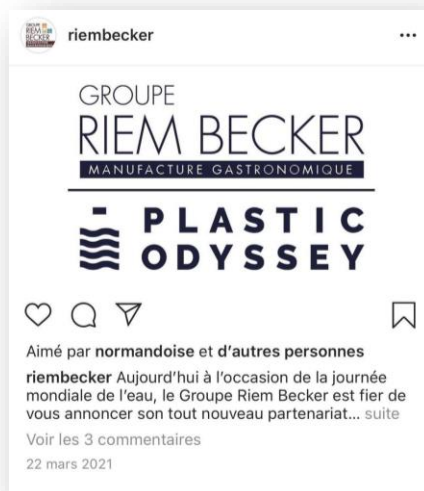 riembecker
GROUPE
RIEM BECKER
MANUFACTURE GASTRONOMIQUE
PLASTIC
ODYSSEY
Aimé par normandoise et d'autres personnes
riembecker Aujourd'hui à l'occasion de la journée
mondiale de l'eau, le Groupe Riem Becker est fier de
vous annoncer son tout nouveau partenariat... suite
Voir les 3 commentaires
22 mars 2021